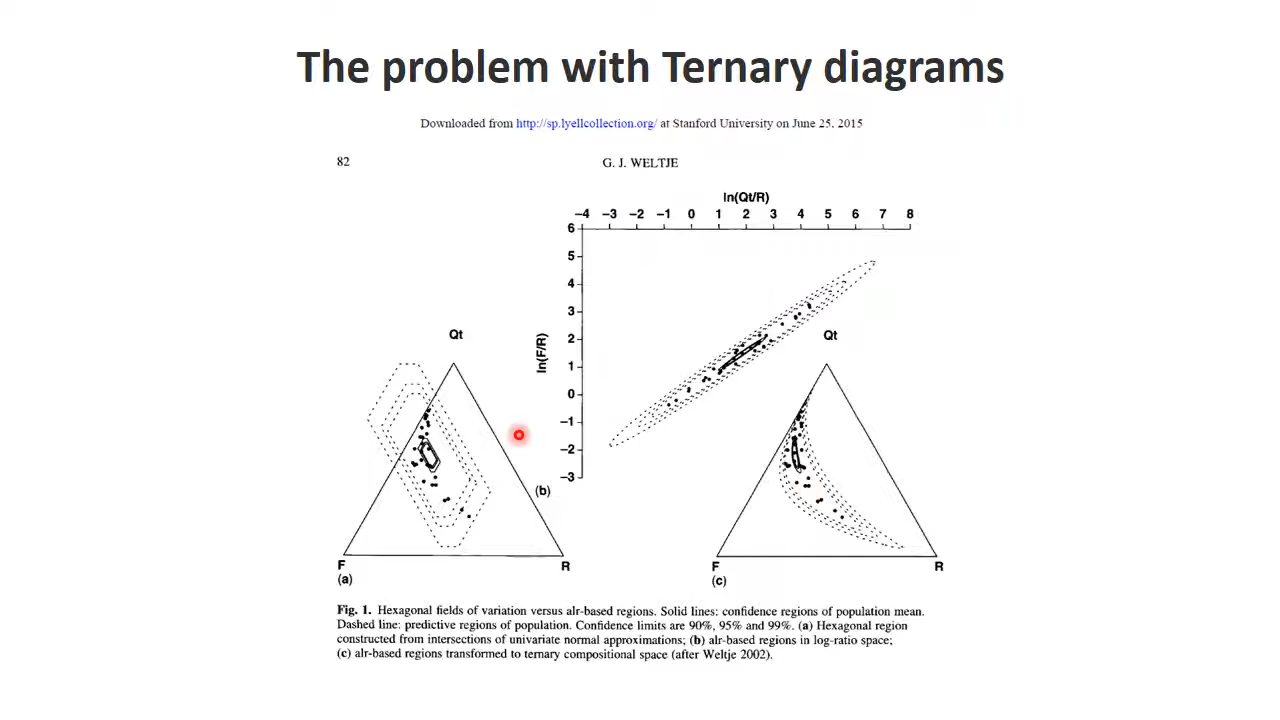 The problem with Ternary diagrams
Downloaded from http://sp.lyellcollection.org/ at Stanford University on June 25, 2015
82
G. J. WELTJE
ln(Qt/R)
−4 −3 −2 −1 0 1 2 3 4 5 6 7 8
6
5
4
3
2
1
0
−1
−2
−3
ln(F/R)
(b)
Qt
F
R
(a)
Qt
F
R
(c)
Fig. 1. Hexagonal fields of variation versus alr-based regions. Solid lines: confidence regions of population mean.
Dashed line: predictive regions of population. Confidence limits are 90%, 95% and 99%. (a) Hexagonal region
constructed from intersections of univariate normal approximations; (b) alr-based regions in log-ratio space;
(c) alr-based regions transformed to ternary compositional space (after Weltje 2002).